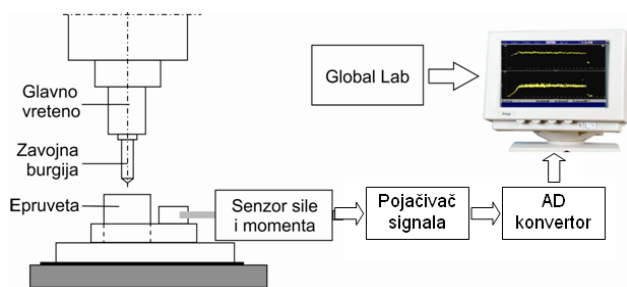 Glavno
vreteno
Zavojna
burgija
Epruveta
Senzor sile
i momenta
Pojačivač
signala
AD
konvertor
Global Lab